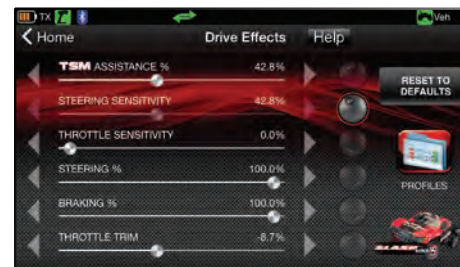 TX Veh
Home Drive Effects Help
TSM ASSISTANCE % 42.8%
RESET TO
DEFAULTS
STEERING SENSITIVITY 42.8%
THROTTLE SENSITIVITY 0.0%
STEERING % 100.0%
PROFILES
BRAKING % 100.0%
THROTTLE TRIM -8.7%
SLASH